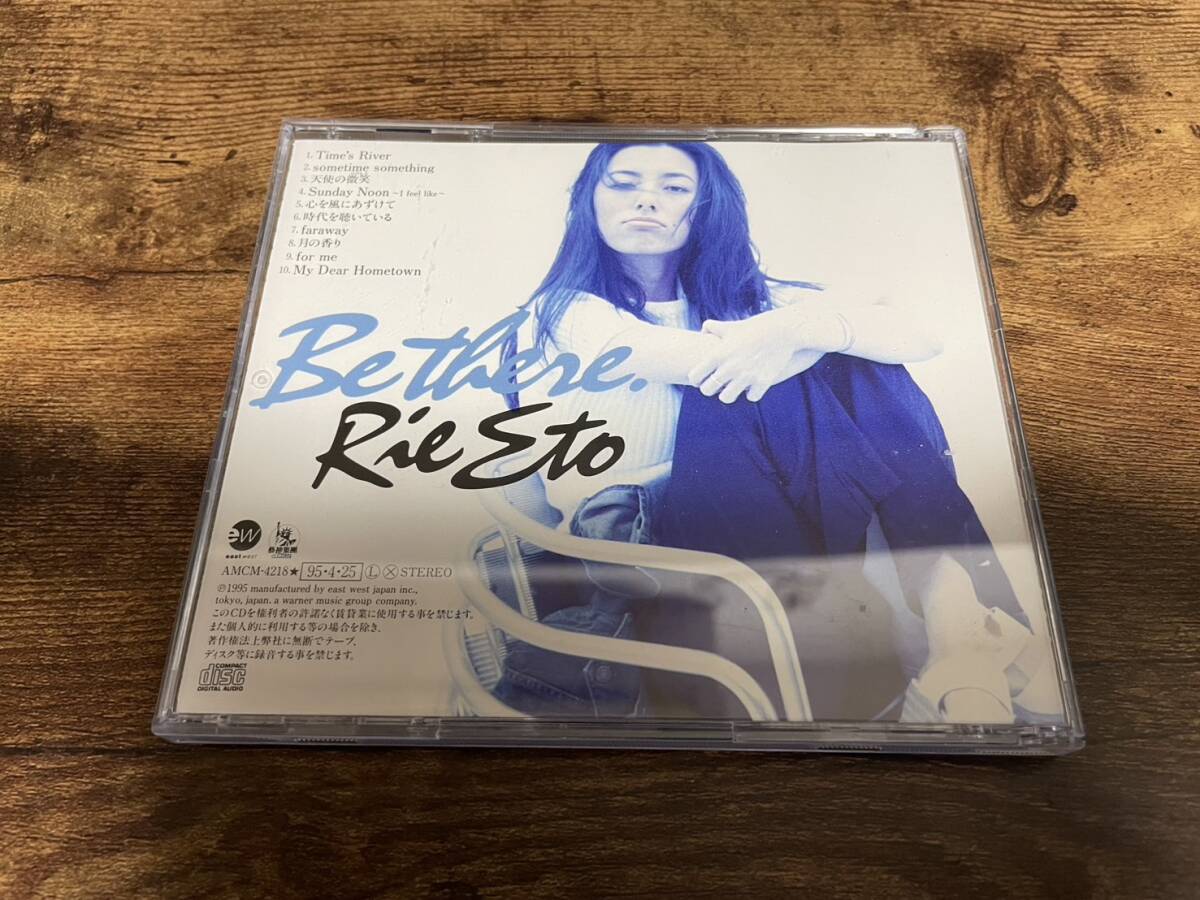 1. Time's River
2. sometime something
3. 天使の微笑
4. Sunday Noon ~I feel like~
5. 心を風にあずけて
6. 時代を聴いている
7. faraway
8. 月の香り
9. for me
10. My Dear Hometown
Be there.
Rie Eto
ew
east west
AMCM-4218★ 95・4・25 Ⓛ Ⓧ STEREO
Ⓟ1995 manufactured by east west japan inc.,
tokyo, japan. a warner music group company.
このCDを権利者の許諾なく賃貸業に使用する事を禁じます。
また個人的に利用する等の場合を除き、
著作権法上弊社に無断でテープ、
ディスク等に録音する事を禁じます。
COMPACT
disc
DIGITAL AUDIO